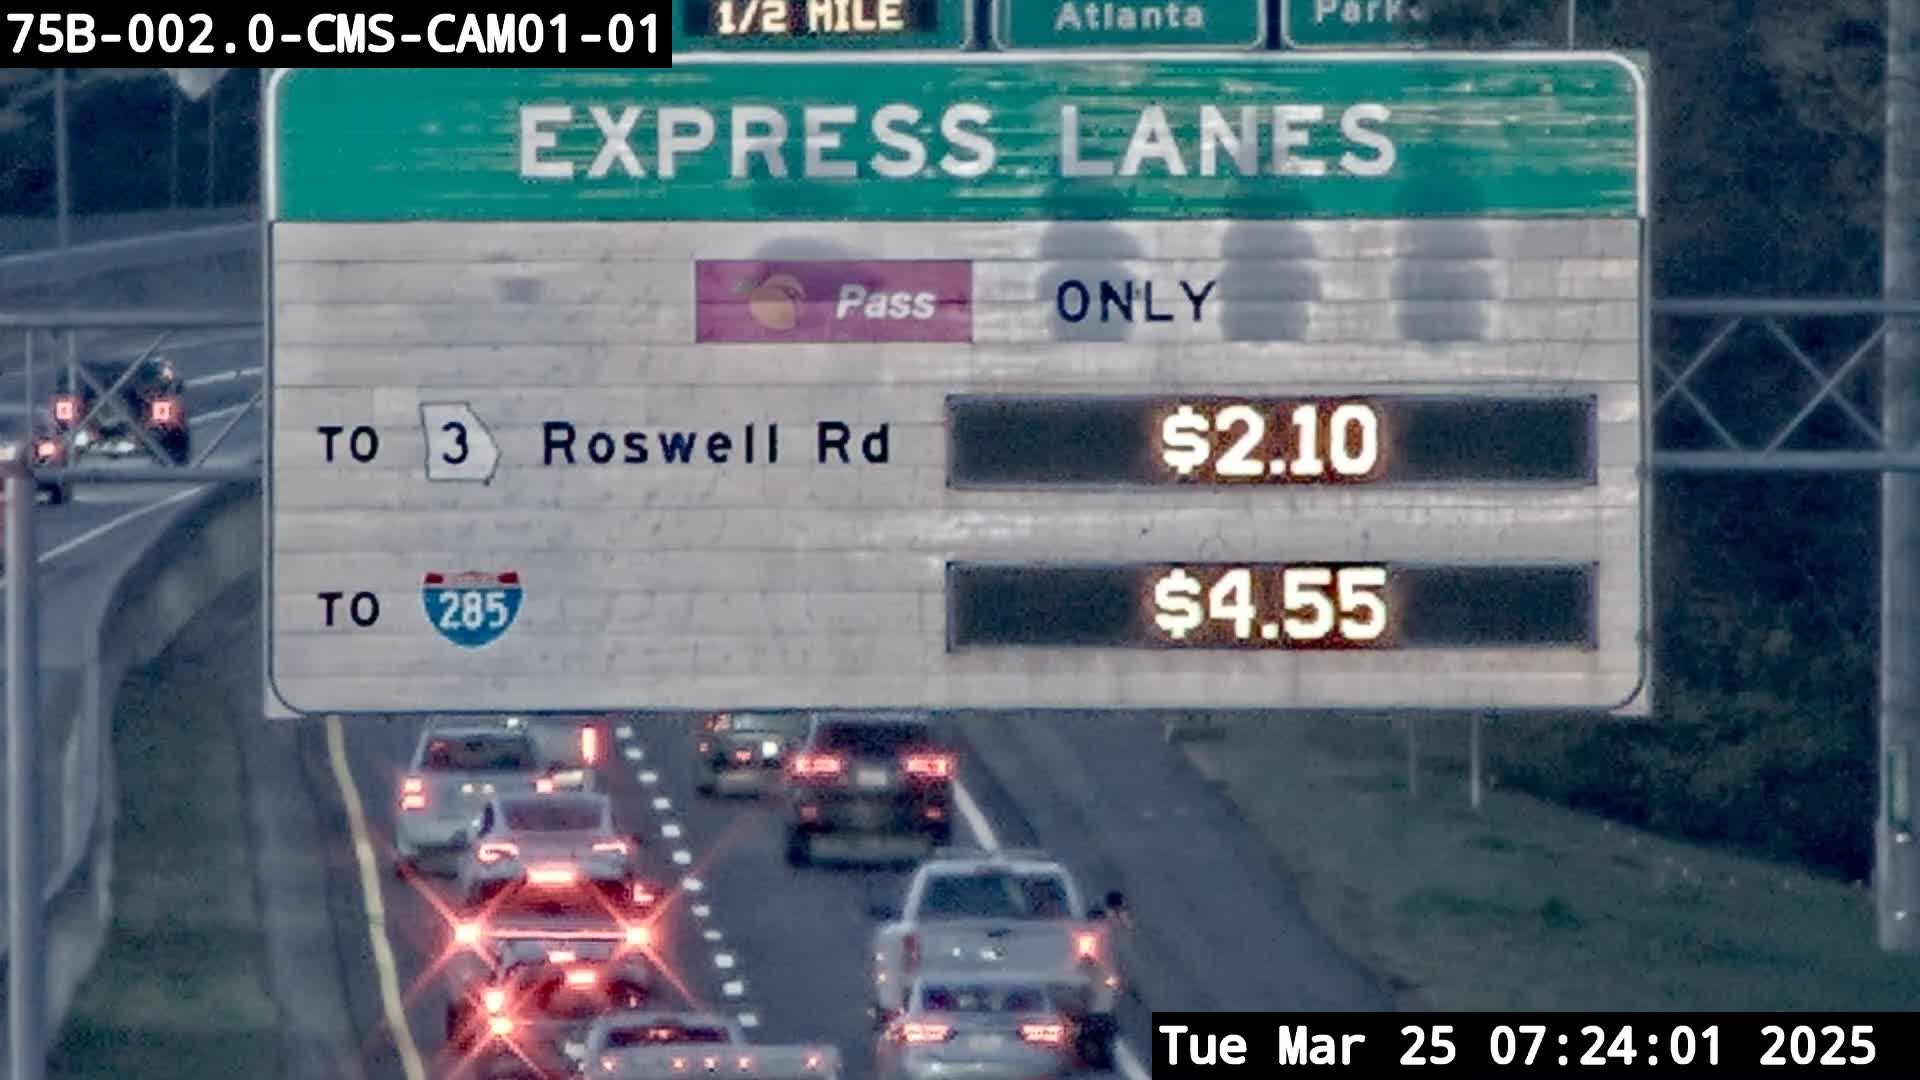 75B-002.0-CMS-CAM01-01
1/2 MILE
Atlanta
EXPRESS LANES
Pass ONLY
TO 3 Roswell Rd $2.10
TO 285 $4.55
Tue Mar 25 07:24:01 2025